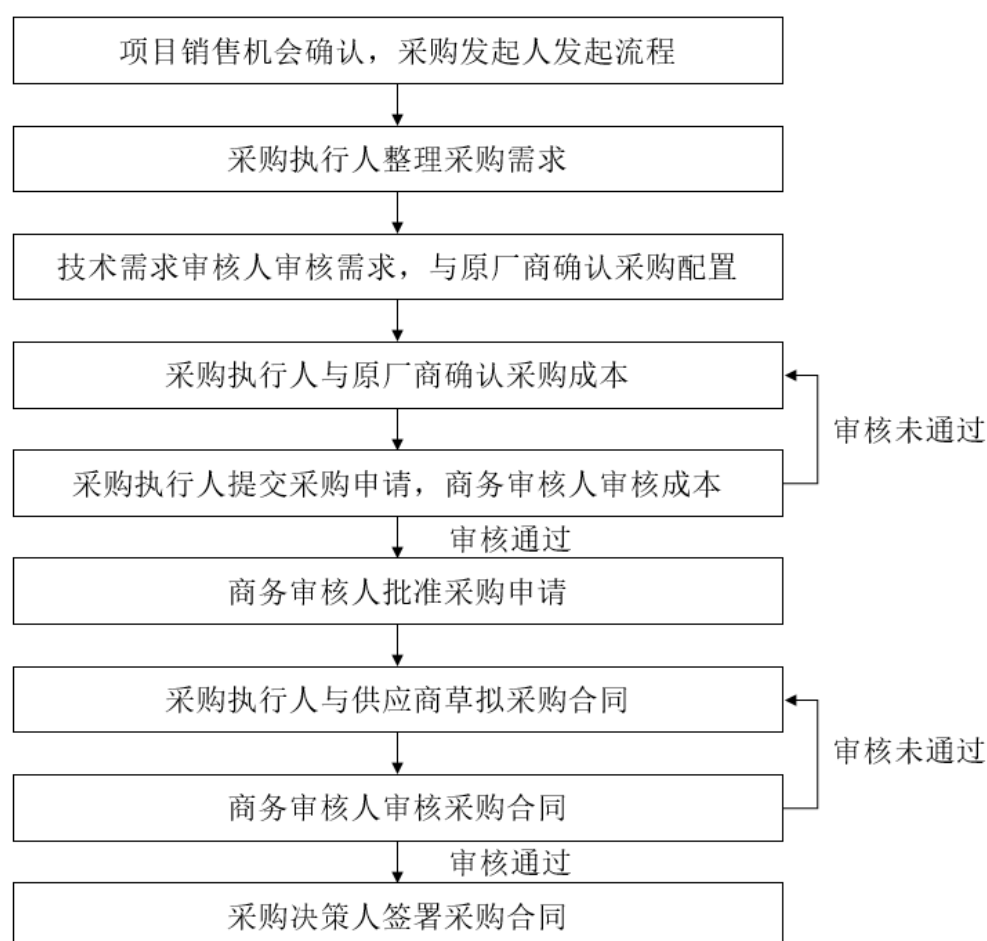 项目销售机会确认，采购发起人发起流程
采购执行人整理采购需求
技术需求审核人审核需求，与原厂商确认采购配置
采购执行人与原厂商确认采购成本
审核未通过
采购执行人提交采购申请，商务审核人审核成本
审核通过
商务审核人批准采购申请
采购执行人与供应商草拟采购合同
审核未通过
商务审核人审核采购合同
审核通过
采购决策人签署采购合同